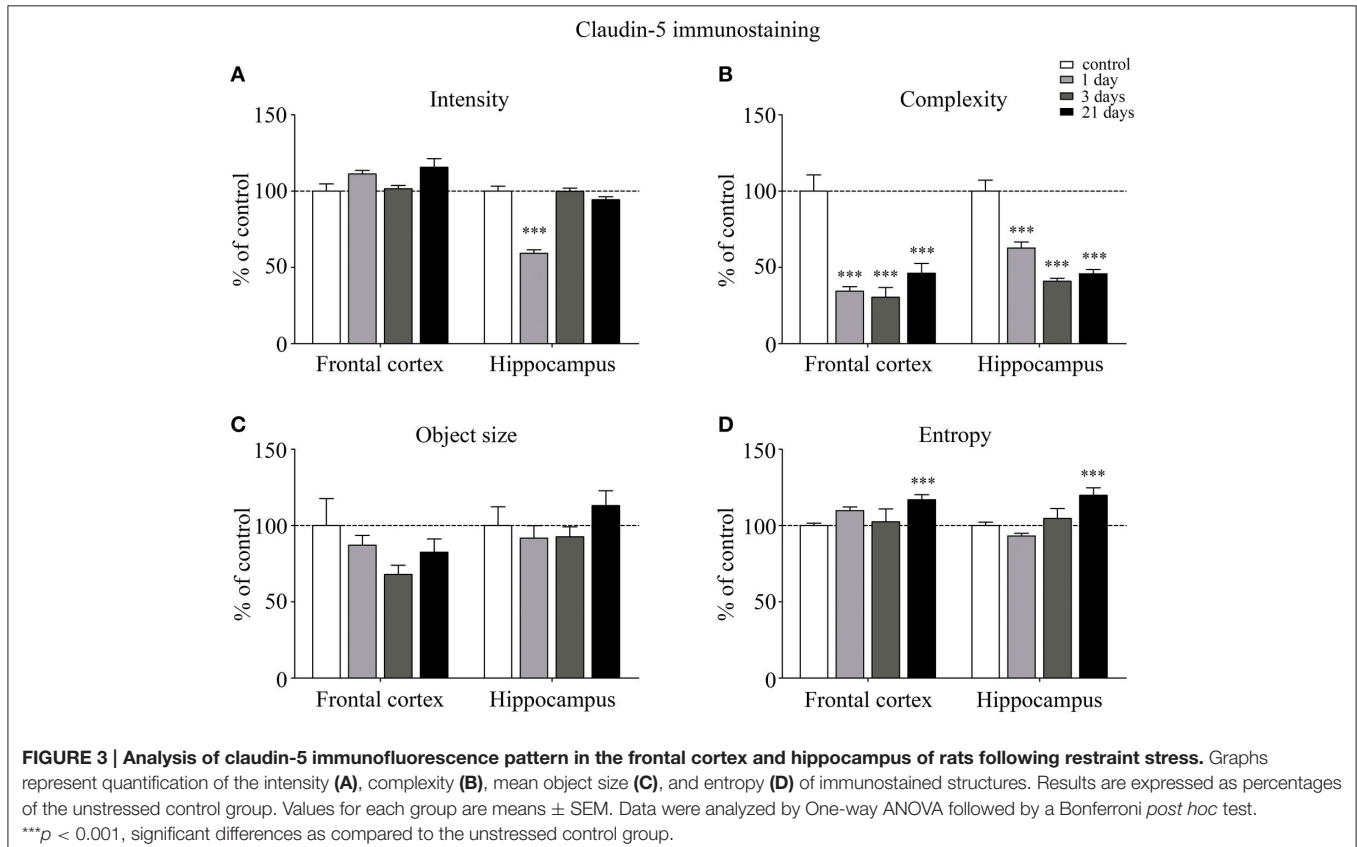 Claudin-5 immunostaining
A
Intensity
% of control
150
100
50
0
***
Frontal cortex
Hippocampus
B
control
1 day
3 days
21 days
Complexity
% of control
150
100
50
0
*** *** ***
*** *** ***
Frontal cortex
Hippocampus
C
Object size
% of control
150
100
50
0
Frontal cortex
Hippocampus
D
Entropy
% of control
150
100
50
0
***
***
Frontal cortex
Hippocampus
FIGURE 3 | Analysis of claudin-5 immunofluorescence pattern in the frontal cortex and hippocampus of rats following restraint stress. Graphs
represent quantification of the intensity (A), complexity (B), mean object size (C), and entropy (D) of immunostained structures. Results are expressed as percentages
of the unstressed control group. Values for each group are means ± SEM. Data were analyzed by One-way ANOVA followed by a Bonferroni post hoc test.
***p < 0.001, significant differences as compared to the unstressed control group.